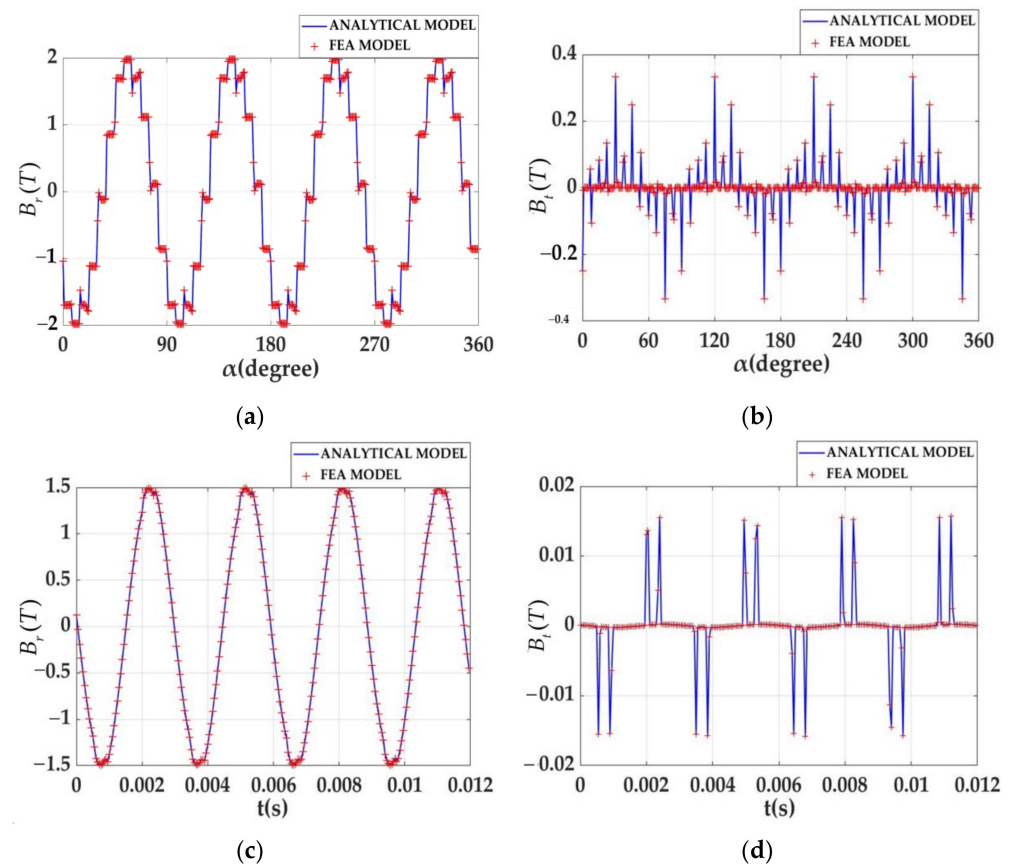 ANALYTICAL MODEL
FEA MODEL
B_r(T)
2
1
0
−1
−2
0 90 180 270 360
α(degree)
(a)
ANALYTICAL MODEL
FEA MODEL
B_t(T)
0.4
0.2
0
−0.2
−0.4
0 60 120 180 240 300 360
α(degree)
(b)
ANALYTICAL MODEL
FEA MODEL
B_r(T)
1.5
1
0.5
0
−0.5
−1
−1.5
0 0.002 0.004 0.006 0.008 0.01 0.012
t(s)
(c)
ANALYTICAL MODEL
FEA MODEL
B_t(T)
0.02
0.01
0
−0.01
−0.02
0 0.002 0.004 0.006 0.008 0.01 0.012
t(s)
(d)